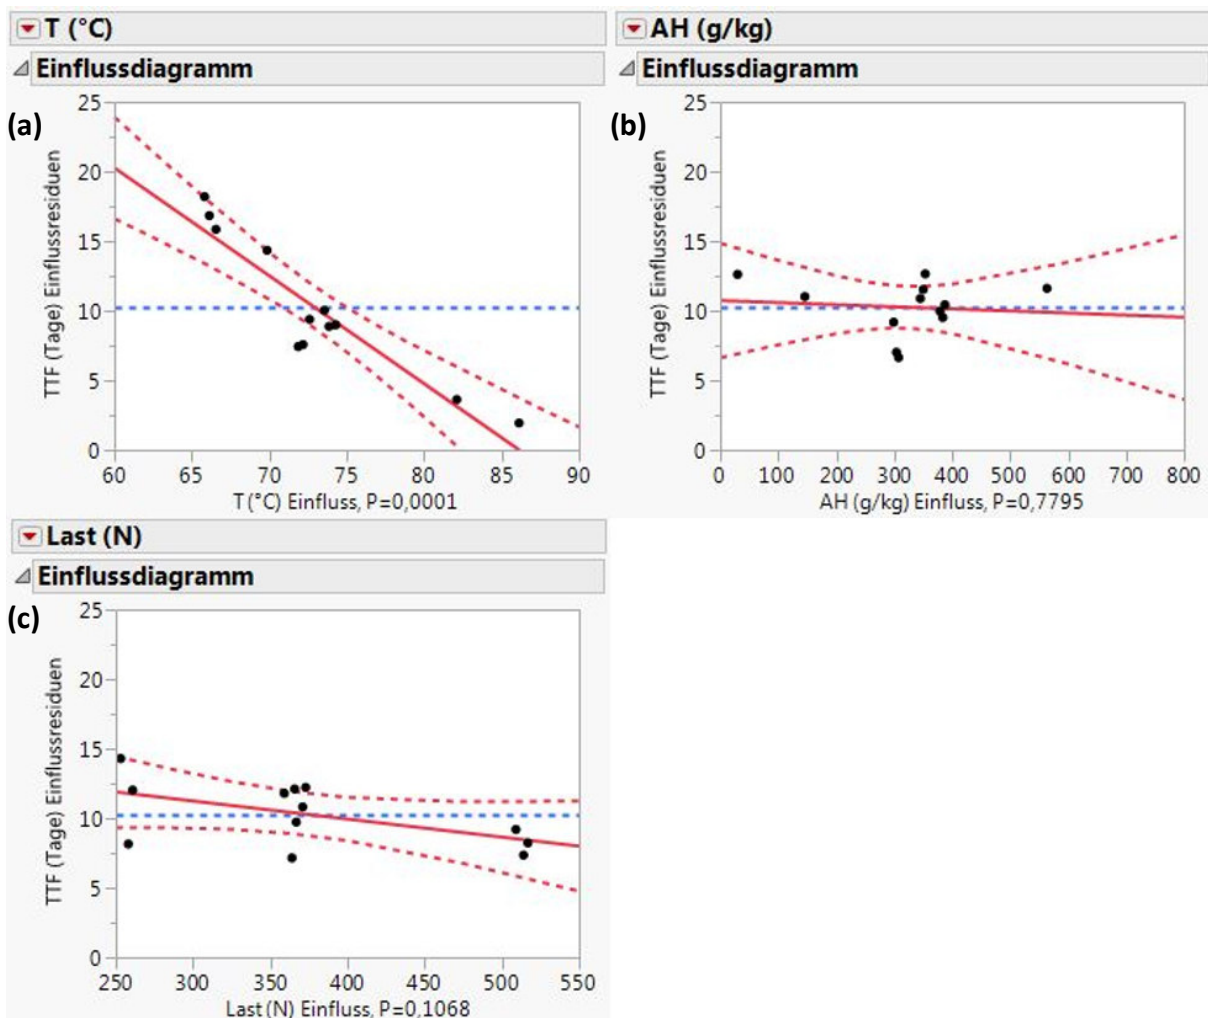 T (°C)
Einflussdiagramm
(a)
TTF (Tage) Einflussresiduen
25
20
15
10
5
0
60 65 70 75 80 85 90
T (°C) Einfluss, P=0,0001
AH (g/kg)
Einflussdiagramm
(b)
TTF (Tage) Einflussresiduen
25
20
15
10
5
0
0 100 200 300 400 500 600 700 800
AH (g/kg) Einfluss, P=0,7795
Last (N)
Einflussdiagramm
(c)
TTF (Tage) Einflussresiduen
25
20
15
10
5
0
250 300 350 400 450 500 550
Last (N) Einfluss, P=0,1068